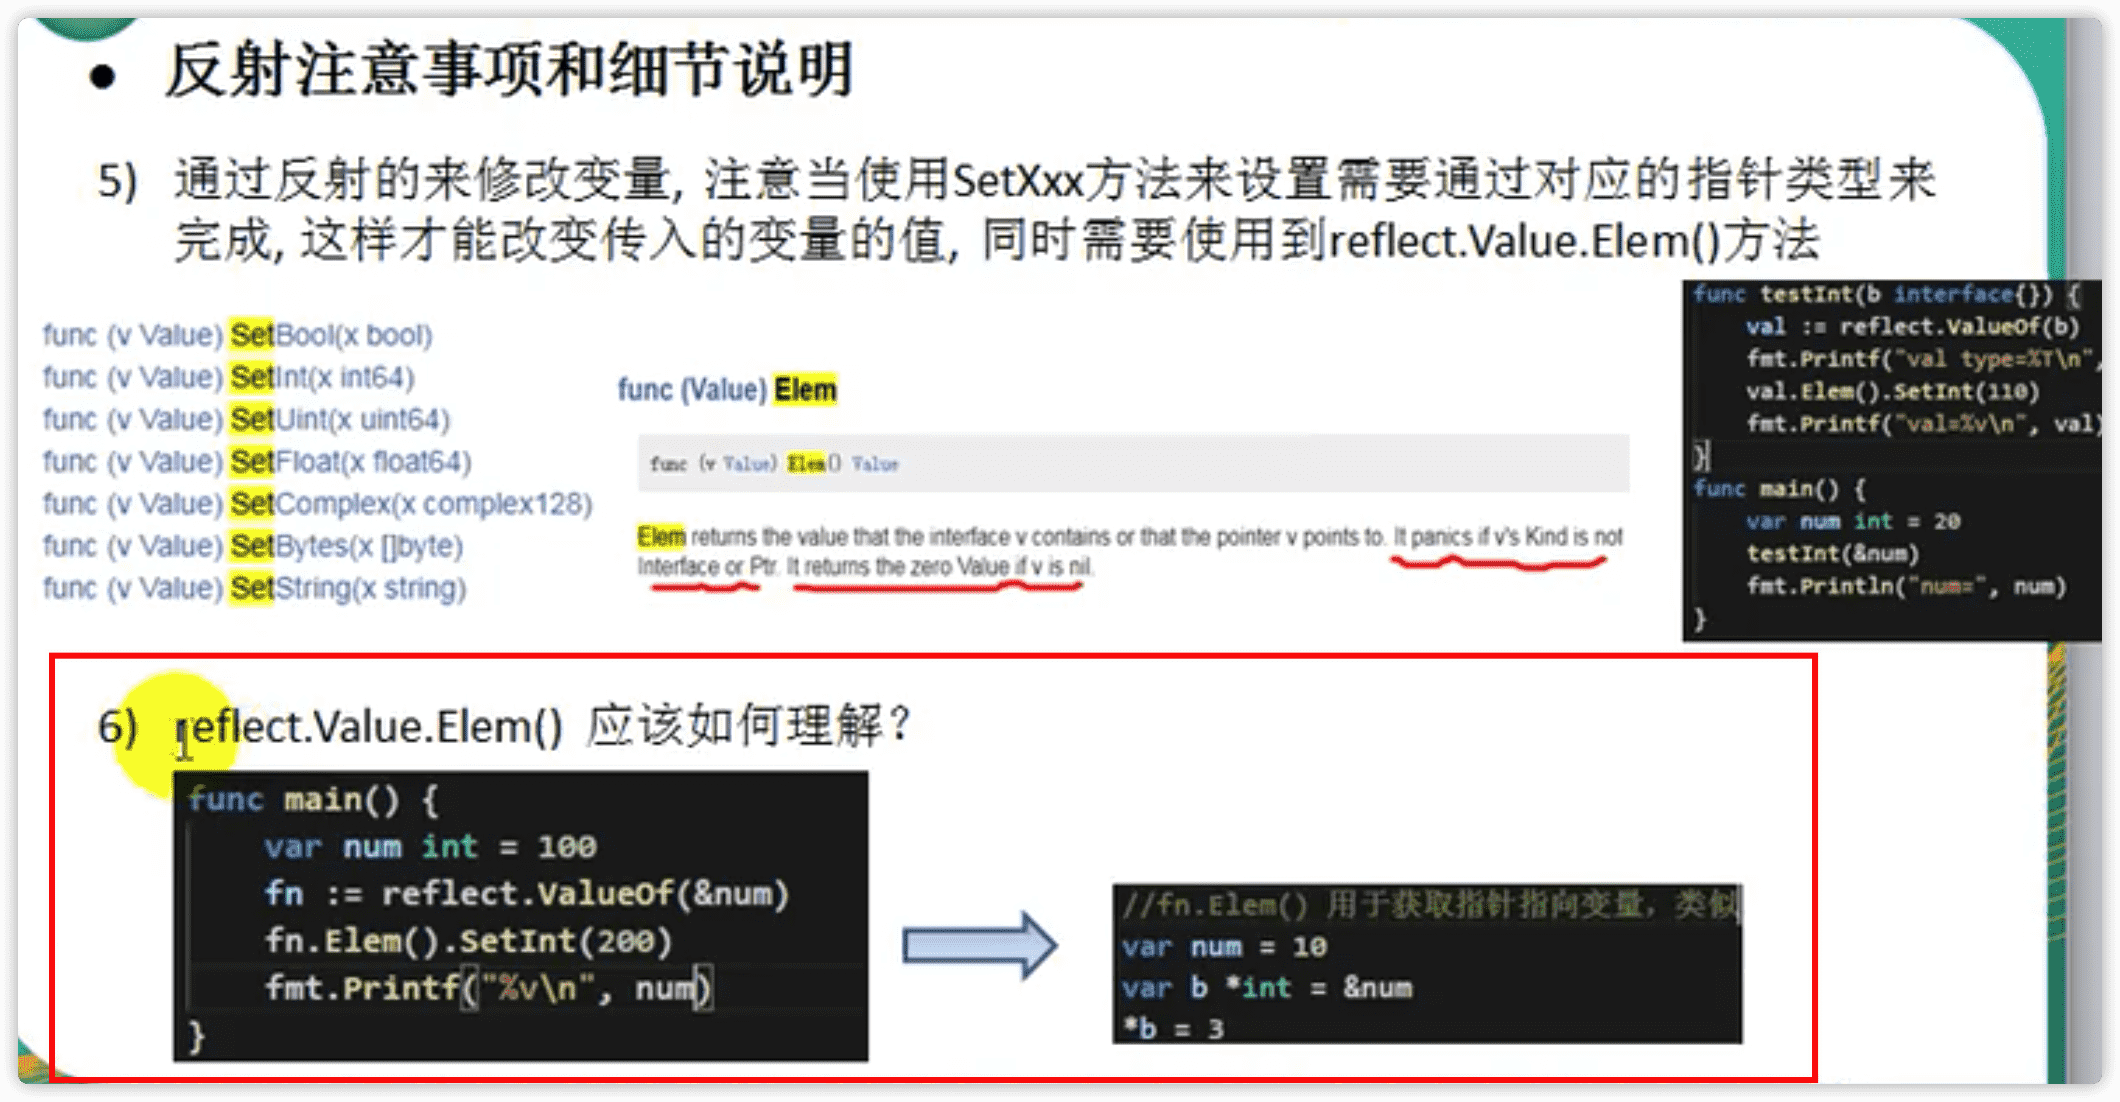 • 反射注意事项和细节说明
5) 通过反射的来修改变量, 注意当使用SetXxx方法来设置需要通过对应的指针类型来
完成, 这样才能改变传入的变量的值, 同时需要使用到reflect.Value.Elem()方法
func (v Value) SetBool(x bool)
func (v Value) SetInt(x int64)
func (v Value) SetUint(x uint64)
func (v Value) SetFloat(x float64)
func (v Value) SetComplex(x complex128)
func (v Value) SetBytes(x []byte)
func (v Value) SetString(x string)
func (Value) Elem
func (v Value) Elem() Value
Elem returns the value that the interface v contains or that the pointer v points to. It panics if v's Kind is not
Interface or Ptr. It returns the zero Value if v is nil.
func testInt(b interface{}) {
val := reflect.ValueOf(b)
fmt.Printf("val type=%T\n",
val.Elem().SetInt(110)
fmt.Printf("val=%v\n", val)
}
func main() {
var num int = 20
testInt(&num)
fmt.Println("num=", num)
}
6) reflect.Value.Elem() 应该如何理解?
func main() {
var num int = 100
fn := reflect.ValueOf(&num)
fn.Elem().SetInt(200)
fmt.Printf("%v\n", num)
}
//fn.Elem() 用于获取指针指向变量, 类似
var num = 10
var b *int = &num
*b = 3